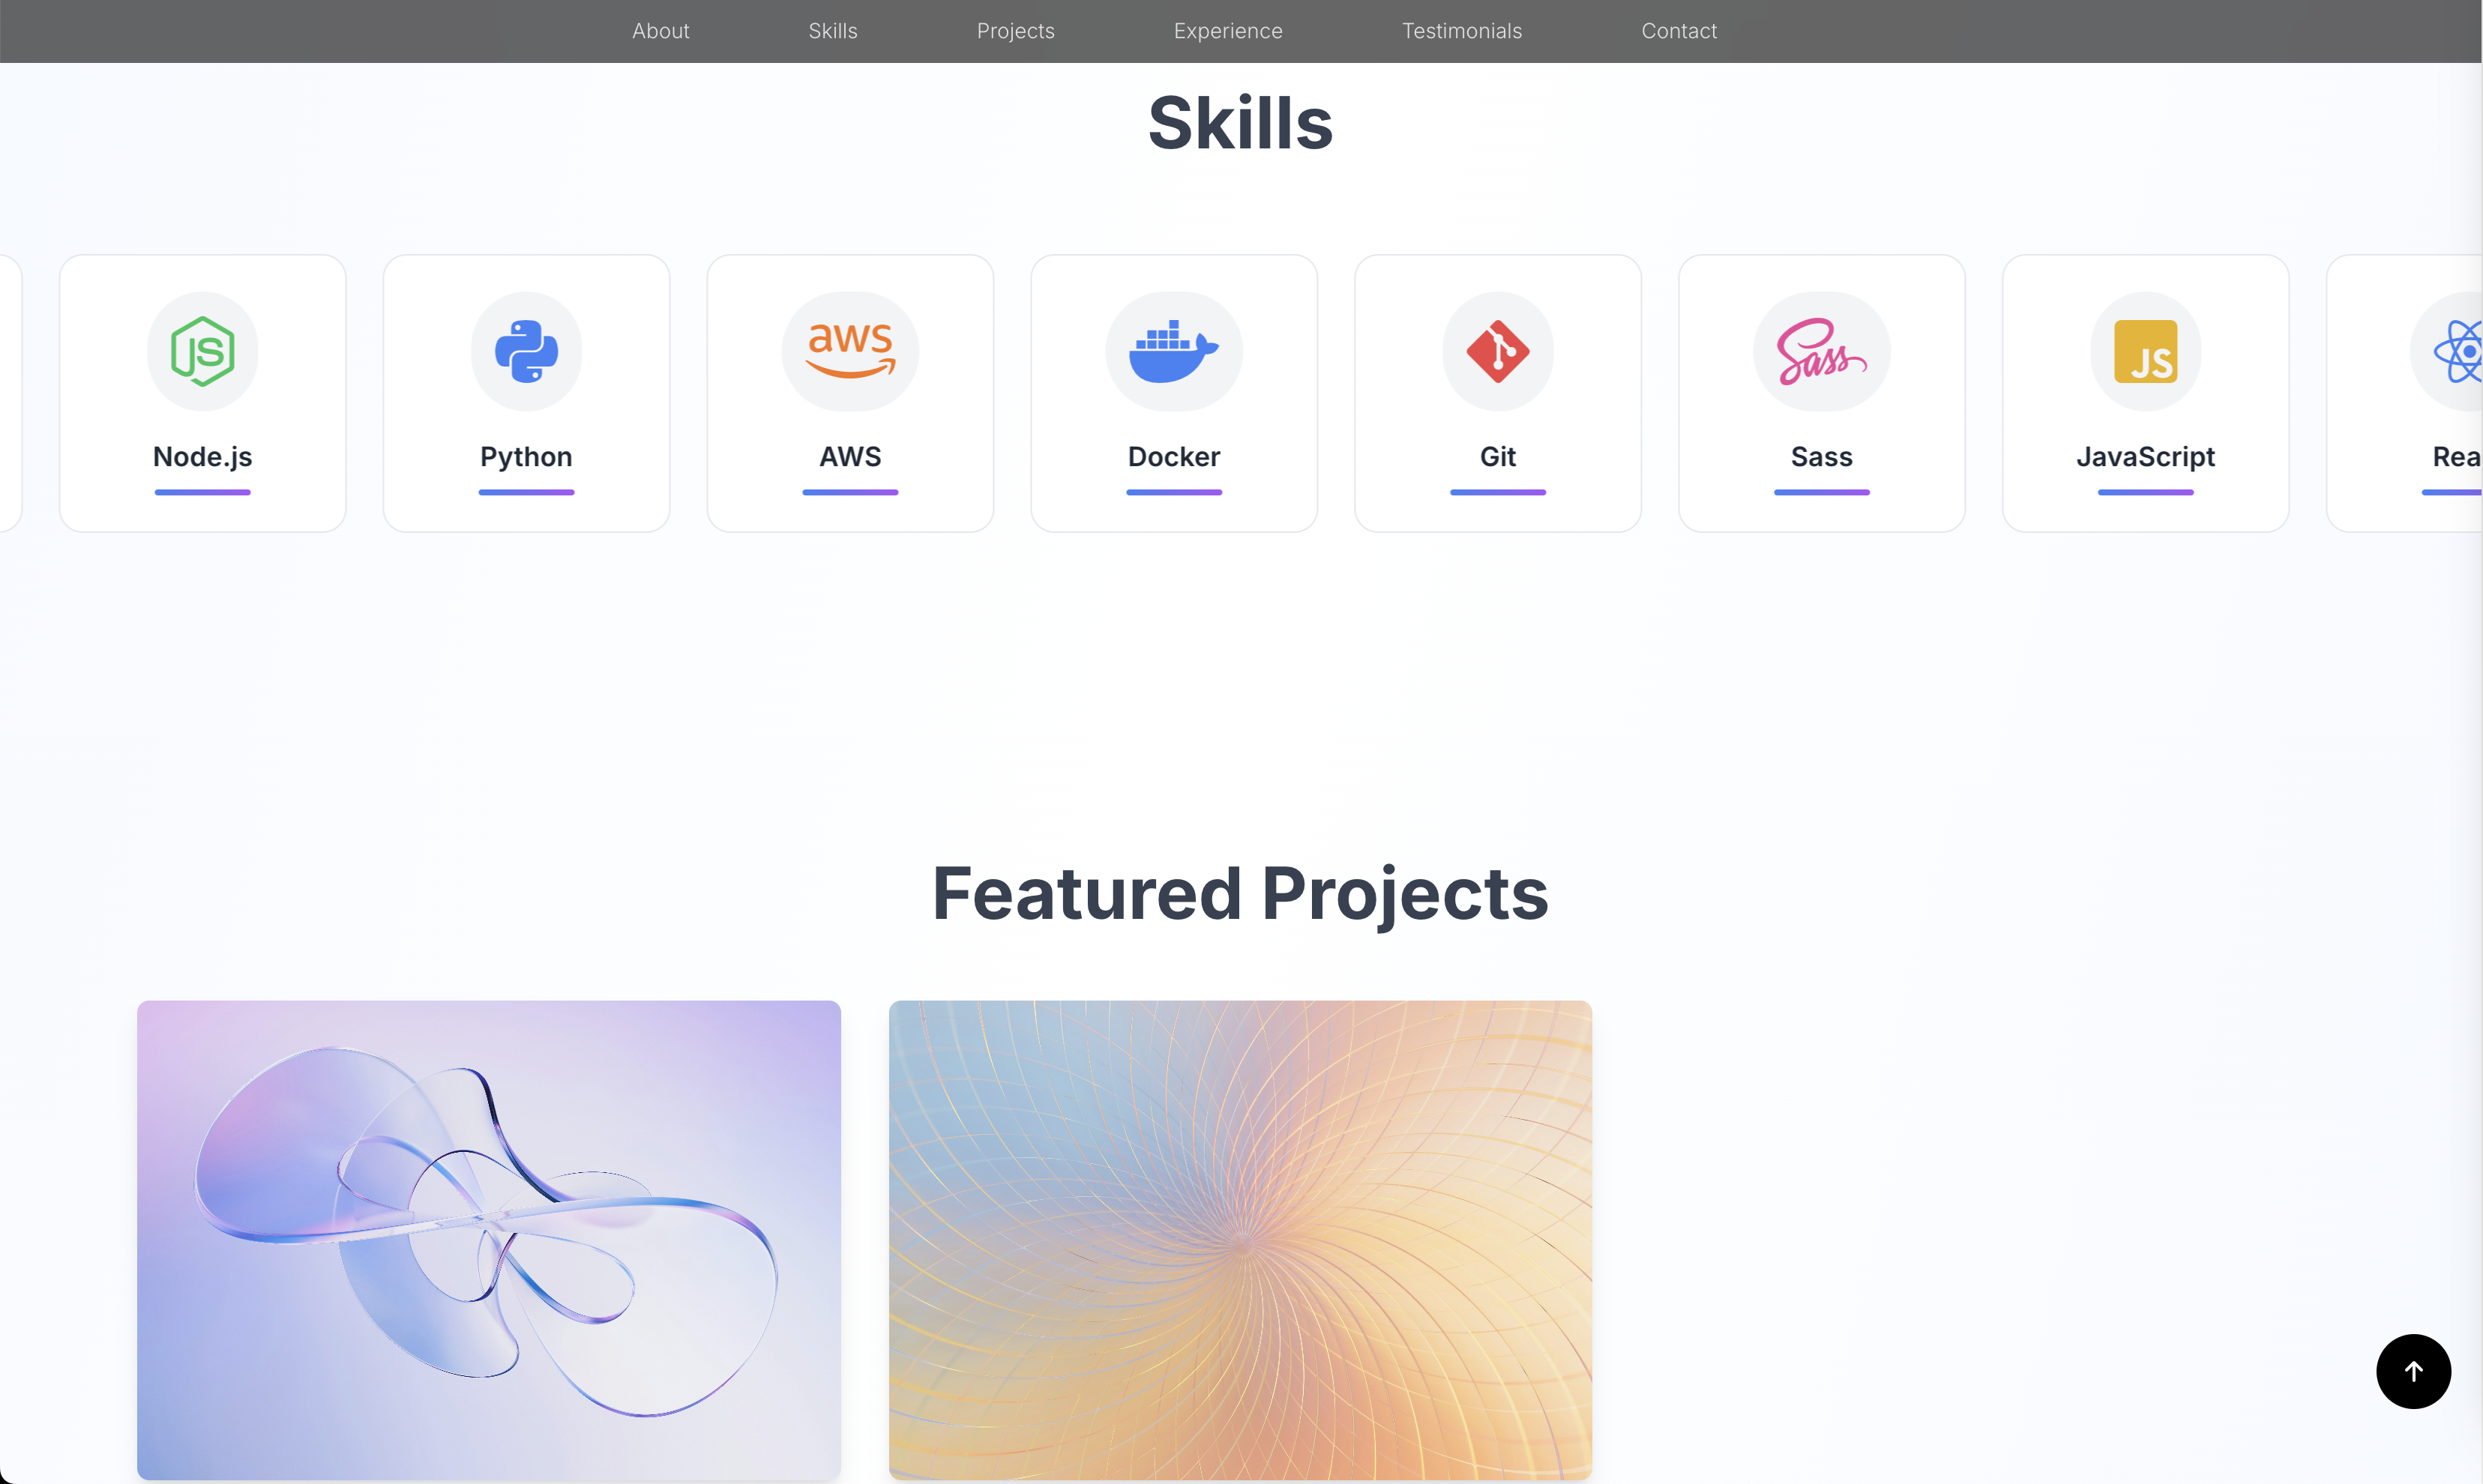 About Skills Projects Experience Testimonials Contact
Skills
JS aws Sass JS
Node.js Python AWS Docker Git Sass JavaScript Rea
Featured Projects